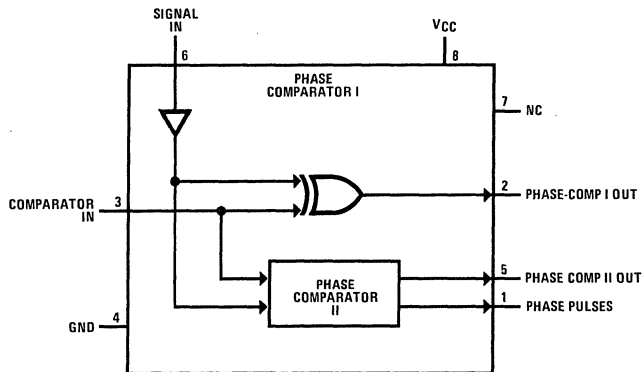 SIGNAL
IN
6
VCC
8
PHASE
COMPARATOR I
7
NC
COMPARATOR
IN
3
2
PHASE-COMP I OUT
PHASE
COMPARATOR
II
5
PHASE COMP II OUT
1
PHASE PULSES
GND
4